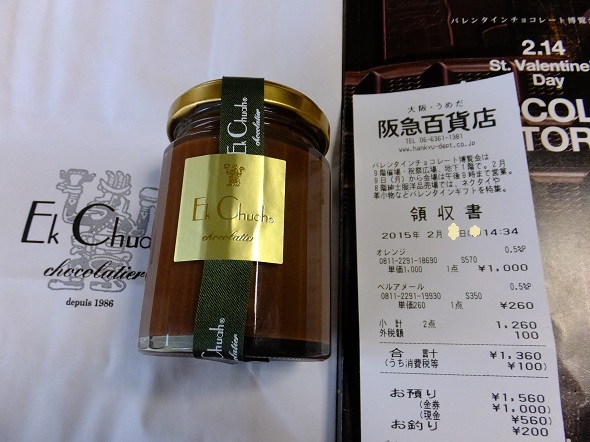 Ek Chuah
chocolatier
depuis 1986
Ek Chuah®
chocolatier
Ek Chuah®
chocolatier
Chuah®
chocolatier
バレンタインチョコレート博覧会
2.14
St. Valentine's
Day
COL
TOR
大阪・うめだ
阪急百貨店
TEL 06-6361-1381
www.hankyu-dept.co.jp
バレンタインチョコレート博覧会は
9階催場・祝祭広場、地下1階で。2月
9日(月)から会場は午後9時まで営業。
8階紳士服洋品売場では、ネクタイや
革小物などバレンタインギフトを特集。
領収書
2015年 2月 日 14:34
オレンジ 0.5%P
0811-2291-18690 S570
単価1,000 1点 ¥1,000
ベルアメール 0.5%P
0811-2291-19930 S350
単価260 1点 ¥260
小計 2点 1,260
外税額 100
合計 ¥1,360
(うち消費税等 ¥100)
お預り ¥1,560
(金券 ¥1,000)
(現金 ¥560)
お釣り ¥200